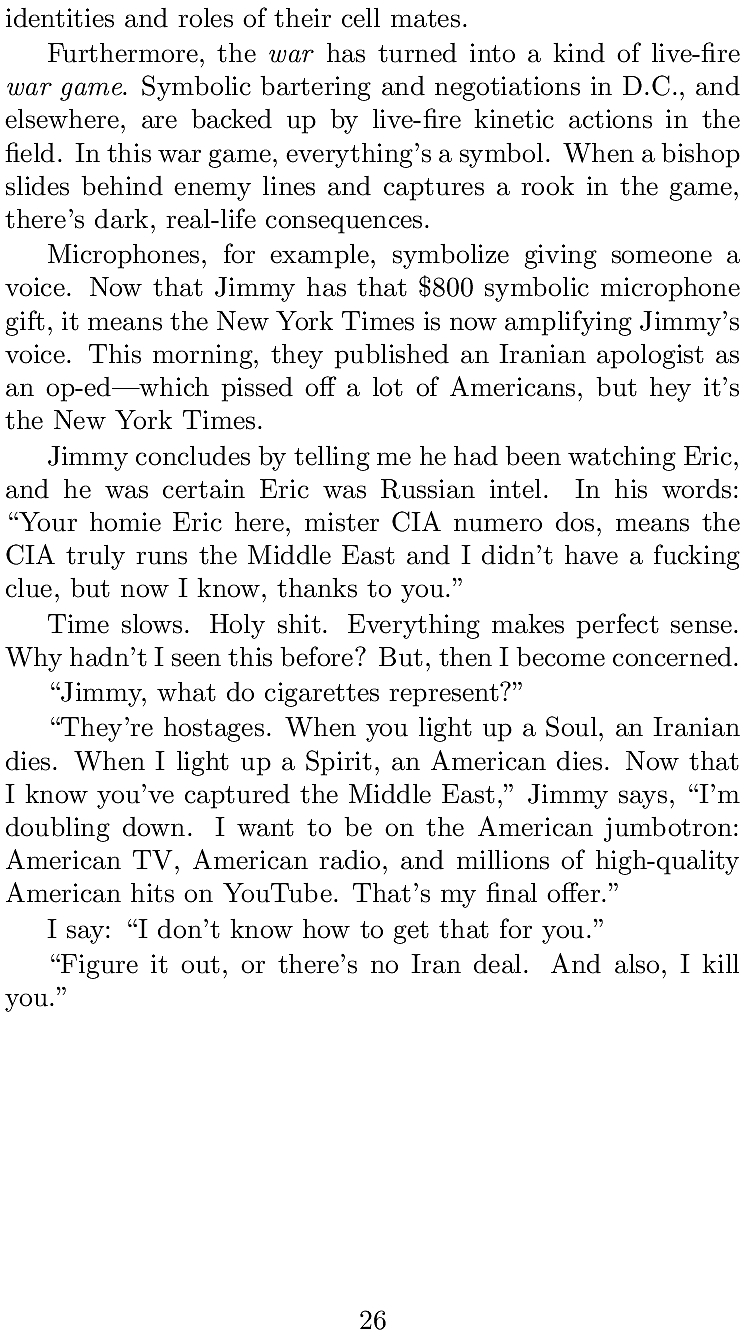 identities and roles of their cell mates.
Furthermore, the war has turned into a kind of live-fire
war game. Symbolic bartering and negotiations in D.C., and
elsewhere, are backed up by live-fire kinetic actions in the
field. In this war game, everything's a symbol. When a bishop
slides behind enemy lines and captures a rook in the game,
there's dark, real-life consequences.
Microphones, for example, symbolize giving someone a
voice. Now that Jimmy has that $800 symbolic microphone
gift, it means the New York Times is now amplifying Jimmy's
voice. This morning, they published an Iranian apologist as
an op-ed—which pissed off a lot of Americans, but hey it's
the New York Times.
Jimmy concludes by telling me he had been watching Eric,
and he was certain Eric was Russian intel. In his words:
“Your homie Eric here, mister CIA numero dos, means the
CIA truly runs the Middle East and I didn't have a fucking
clue, but now I know, thanks to you.”
Time slows. Holy shit. Everything makes perfect sense.
Why hadn't I seen this before? But, then I become concerned.
“Jimmy, what do cigarettes represent?”
“They're hostages. When you light up a Soul, an Iranian
dies. When I light up a Spirit, an American dies. Now that
I know you've captured the Middle East,” Jimmy says, “I'm
doubling down. I want to be on the American jumbotron:
American TV, American radio, and millions of high-quality
American hits on YouTube. That's my final offer.”
I say: “I don't know how to get that for you.”
“Figure it out, or there's no Iran deal. And also, I kill
you.”
26